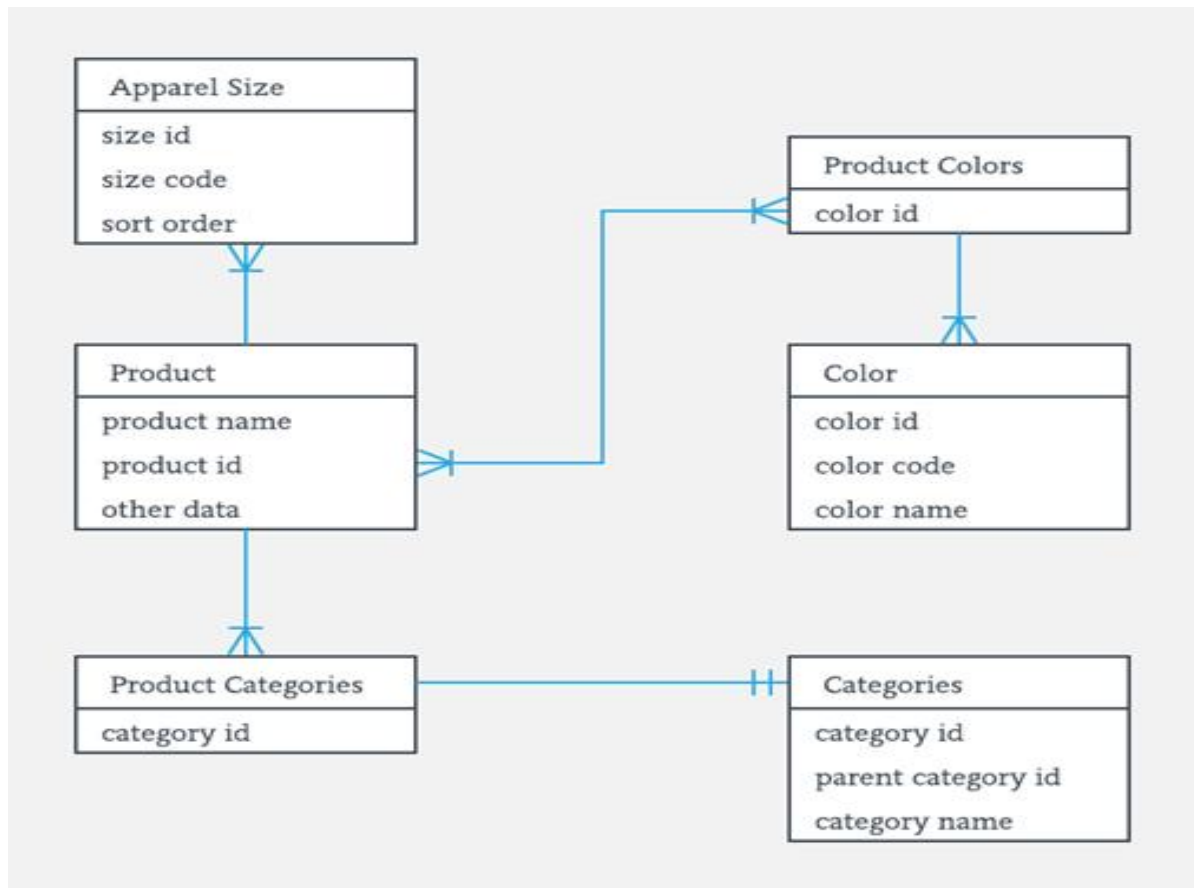 Apparel Size
size id
size code
sort order
Product Colors
color id
Product
product name
product id
other data
Color
color id
color code
color name
Product Categories
category id
Categories
category id
parent category id
category name